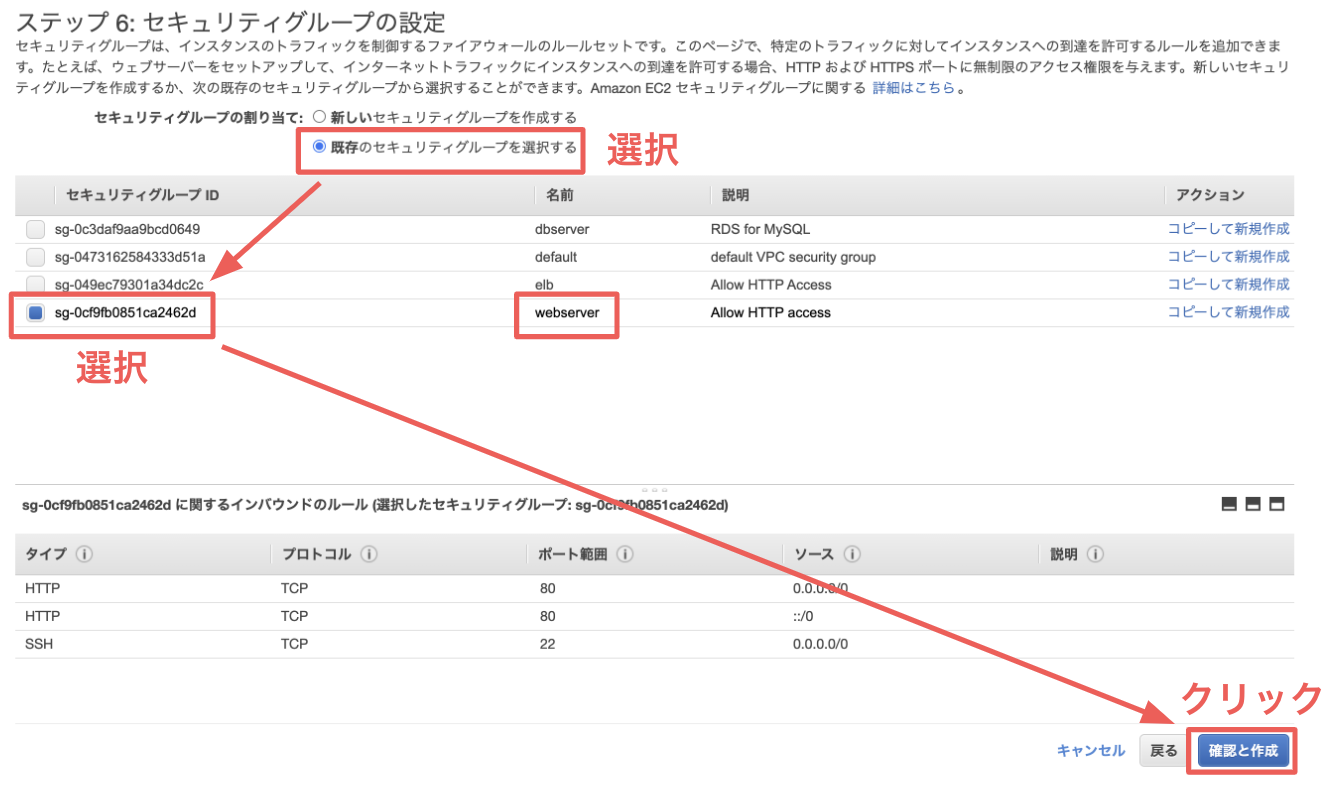 ステップ 6: セキュリティグループの設定
セキュリティグループは、インスタンスのトラフィックを制御するファイアウォールのルールセットです。このページで、特定のトラフィックに対してインスタンスへの到達を許可するルールを追加できま
す。たとえば、ウェブサーバーをセットアップして、インターネットトラフィックにインスタンスへの到達を許可する場合、HTTP および HTTPS ポートに無制限のアクセス権限を与えます。新しいセキュリ
ティグループを作成するか、次の既存のセキュリティグループから選択することができます。Amazon EC2 セキュリティグループに関する 詳細はこちら 。
セキュリティグループの割り当て: 新しいセキュリティグループを作成する
既存のセキュリティグループを選択する 選択
セキュリティグループ ID 名前 説明 アクション
sg-0c3daf9aa9bcd0649 dbserver RDS for MySQL コピーして新規作成
sg-0473162584333d51a default default VPC security group コピーして新規作成
sg-049ec79301a34dc2c elb Allow HTTP Access コピーして新規作成
sg-0cf9fb0851ca2462d webserver Allow HTTP access コピーして新規作成
選択
sg-0cf9fb0851ca2462d に関するインバウンドのルール (選択したセキュリティグループ: sg-0cf9fb0851ca2462d)
タイプ プロトコル ポート範囲 ソース 説明
HTTP TCP 80 0.0.0.0/0
HTTP TCP 80 ::/0
SSH TCP 22 0.0.0.0/0
クリック
キャンセル 戻る 確認と作成